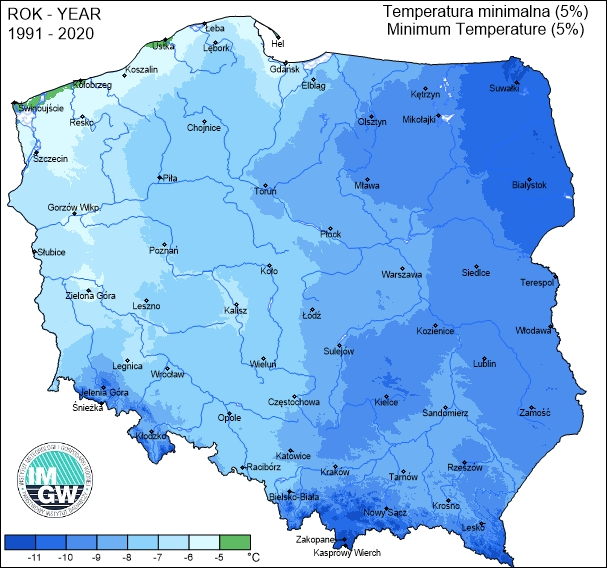 ROK - YEAR
1991 - 2020
Temperatura minimalna (5%)
Minimum Temperature (5%)
Łeba
Hel
Ustka
Lębork
Gdańsk
Koszalin
Elbląg
Kołobrzeg
Kętrzyn
Suwałki
Świnoujście
Resko
Chojnice
Olsztyn
Mikołajki
Szczecin
Piła
Toruń
Mława
Białystok
Gorzów Wlkp.
Płock
Słubice
Poznań
Koło
Warszawa
Siedlce
Terespol
Zielona Góra
Leszno
Kalisz
Łódź
Kozienice
Włodawa
Legnica
Wrocław
Wieluń
Sulejów
Lublin
Jelenia Góra
Śnieżka
Częstochowa
Kielce
Sandomierz
Zamość
Opole
Kłodzko
Katowice
Racibórz
Kraków
Tarnów
Rzeszów
Bielsko-Biała
Nowy Sącz
Krosno
Lesko
Zakopane
Kasprowy Wierch
IM
GW
-11 -10 -9 -8 -7 -6 -5 °C